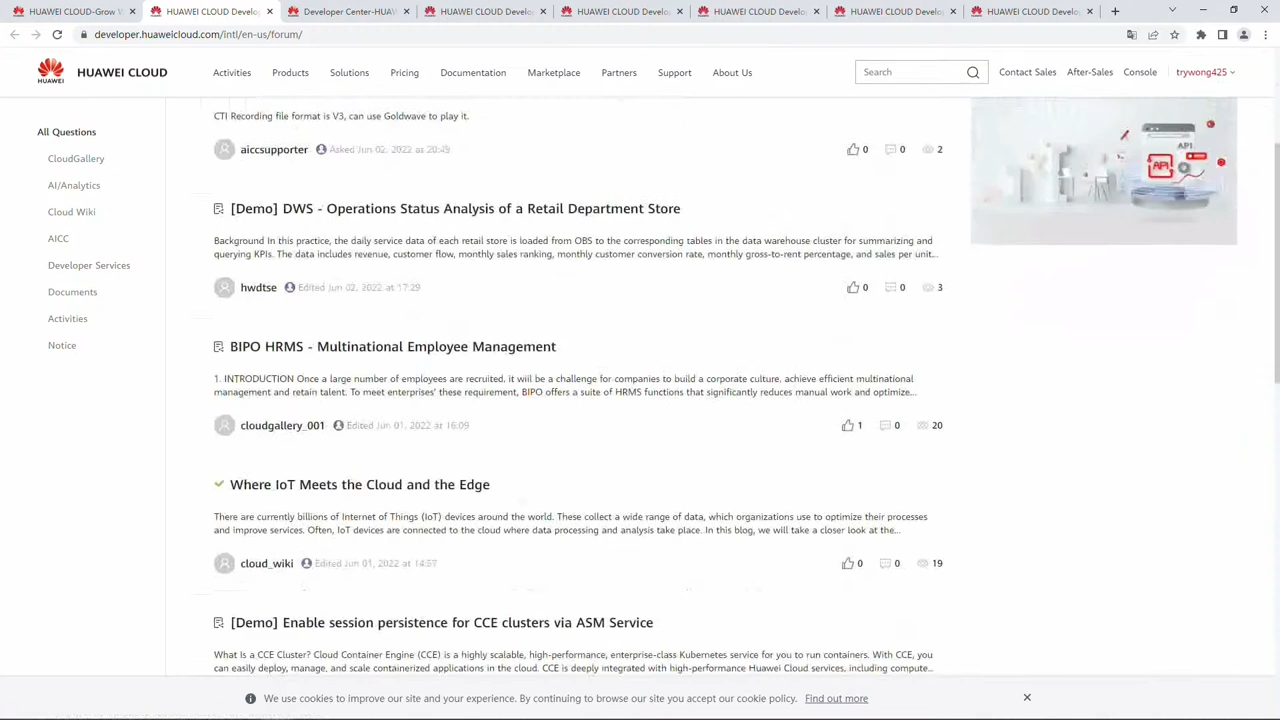 HUAWEI CLOUD-Grow W
HUAWEI CLOUD Develo
Developer Center-HUAW
HUAWEI CLOUD Develo
HUAWEI CLOUD Develo
HUAWEI CLOUD Develo
HUAWEI CLOUD Develo
HUAWEI CLOUD Develo
developer.huaweicloud.com/intl/en-us/forum/
HUAWEI
HUAWEI CLOUD
Activities
Products
Solutions
Pricing
Documentation
Marketplace
Partners
Support
About Us
Search
Contact Sales
After-Sales
Console
trywong425
All Questions
CloudGallery
AI/Analytics
Cloud Wiki
AICC
Developer Services
Documents
Activities
Notice
CTI Recording file format is V3, can use Goldwave to play it.
aiccsupporter Asked Jun 02, 2022 at 20:45 0 0 2
[Demo] DWS - Operations Status Analysis of a Retail Department Store
Background In this practice, the daily service data of each retail store is loaded from OBS to the corresponding tables in the data warehouse cluster for summarizing and
querying KPIs. The data includes revenue, customer flow, monthly sales ranking, monthly customer conversion rate, monthly gross-to-rent percentage, and sales per unit...
hwdtse Edited Jun 02, 2022 at 17:29 0 0 3
BIPO HRMS - Multinational Employee Management
1. INTRODUCTION Once a large number of employees are recruited, it will be a challenge for companies to build a corporate culture, achieve efficient multinational
management and retain talent. To meet enterprises' these requirement, BIPO offers a suite of HRMS functions that significantly reduces manual work and optimize...
cloudgallery_001 Edited Jun 01, 2022 at 16:09 1 0 20
Where IoT Meets the Cloud and the Edge
There are currently billions of Internet of Things (IoT) devices around the world. These collect a wide range of data, which organizations use to optimize their processes
and improve services. Often, IoT devices are connected to the cloud where data processing and analysis take place. In this blog, we will take a closer look at the...
cloud_wiki Edited Jun 01, 2022 at 14:57 0 0 19
[Demo] Enable session persistence for CCE clusters via ASM Service
What Is a CCE Cluster? Cloud Container Engine (CCE) is a highly scalable, high-performance, enterprise-class Kubernetes service for you to run containers. With CCE, you
can easily deploy, manage, and scale containerized applications in the cloud. CCE is deeply integrated with high-performance Huawei Cloud services, including compute...
API
API
We use cookies to improve our site and your experience. By continuing to browse our site you accept our cookie policy. Find out more